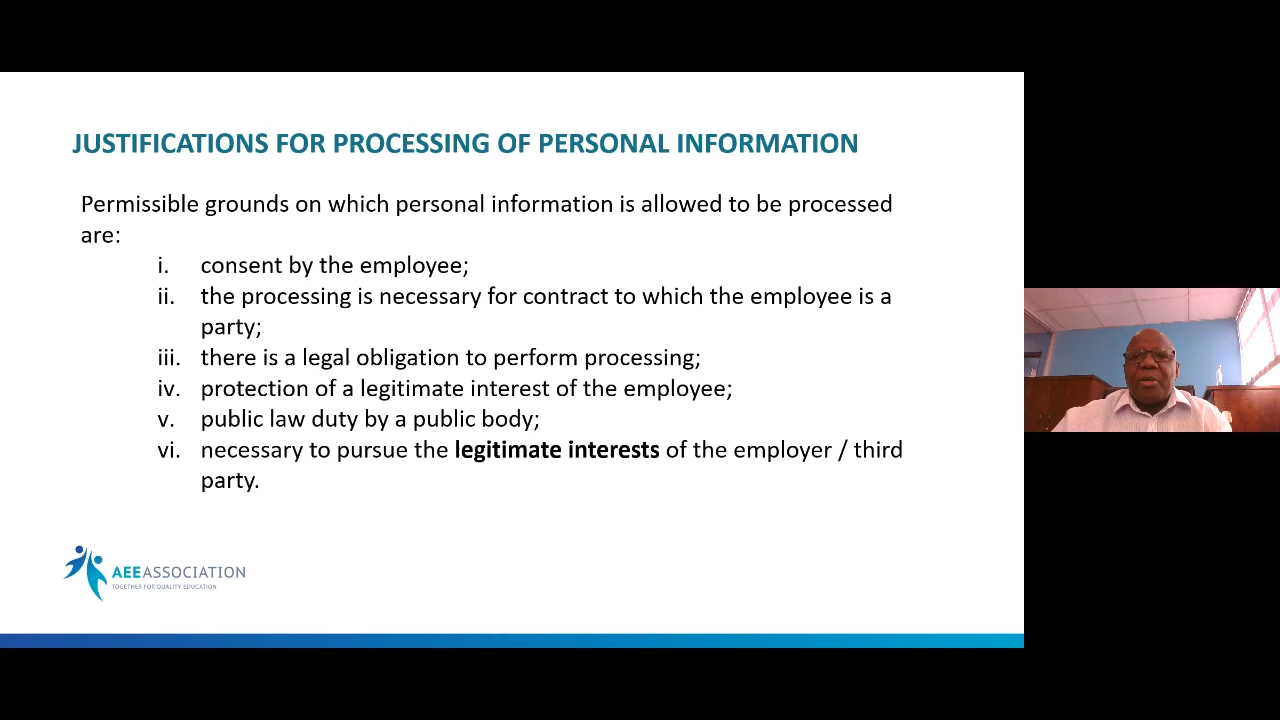 JUSTIFICATIONS FOR PROCESSING OF PERSONAL INFORMATION
Permissible grounds on which personal information is allowed to be processed
are:
i. consent by the employee;
ii. the processing is necessary for contract to which the employee is a
party;
iii. there is a legal obligation to perform processing;
iv. protection of a legitimate interest of the employee;
v. public law duty by a public body;
vi. necessary to pursue the legitimate interests of the employer / third
party.
AEEASSOCIATION
TOGETHER FOR QUALITY EDUCATION